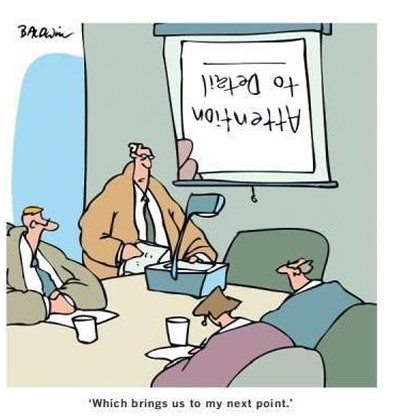 BALDWIN
Attention
to Detail
'Which brings us to my next point.'